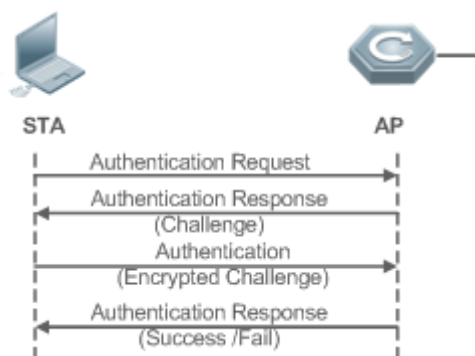 STA
AP
Authentication Request
Authentication Response
(Challenge)
Authentication
(Encrypted Challenge)
Authentication Response
(Success /Fail)